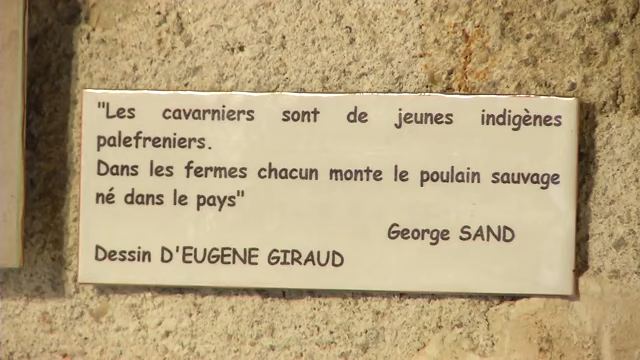 "Les cavarniers sont de jeunes indigènes
palefreniers.
Dans les fermes chacun monte le poulain sauvage
né dans le pays"
George SAND
Dessin D'EUGENE GIRAUD